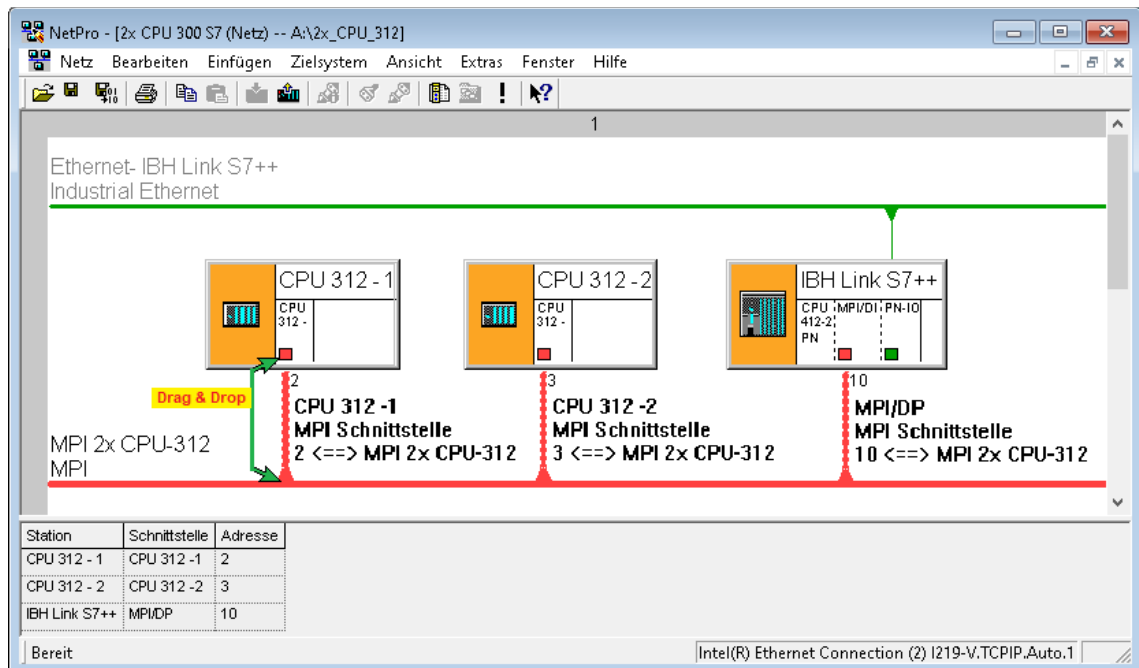 NetPro - [2x CPU 300 S7 (Netz) -- A:\2x_CPU_312]
Netz Bearbeiten Einfügen Zielsystem Ansicht Extras Fenster Hilfe
1
Ethernet- IBH Link S7++
Industrial Ethernet
CPU 312 - 1
CPU
312 -
CPU 312 -2
CPU
312 -
IBH Link S7++
CPU MPI/DI PN-IO
412-2
PN
Drag & Drop
2
CPU 312 -1
MPI Schnittstelle
2 <==> MPI 2x CPU-312
3
CPU 312 -2
MPI Schnittstelle
3 <==> MPI 2x CPU-312
10
MPI/DP
MPI Schnittstelle
10 <==> MPI 2x CPU-312
MPI 2x CPU-312
MPI
Station Schnittstelle Adresse
CPU 312 - 1 CPU 312 -1 2
CPU 312 - 2 CPU 312 -2 3
IBH Link S7++ MPI/DP 10
Bereit Intel(R) Ethernet Connection (2) I219-V.TCPIP.Auto.1